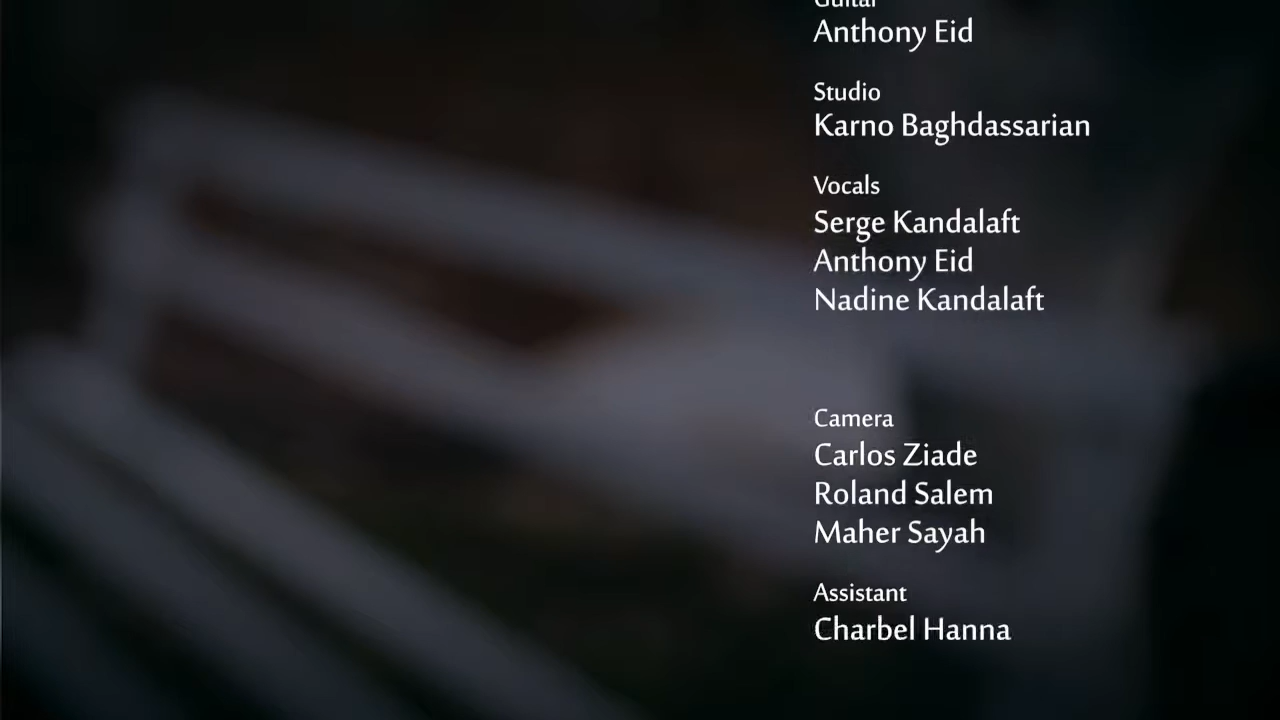 Guitar
Anthony Eid
Studio
Karno Baghdassarian
Vocals
Serge Kandalaft
Anthony Eid
Nadine Kandalaft
Camera
Carlos Ziade
Roland Salem
Maher Sayah
Assistant
Charbel Hanna